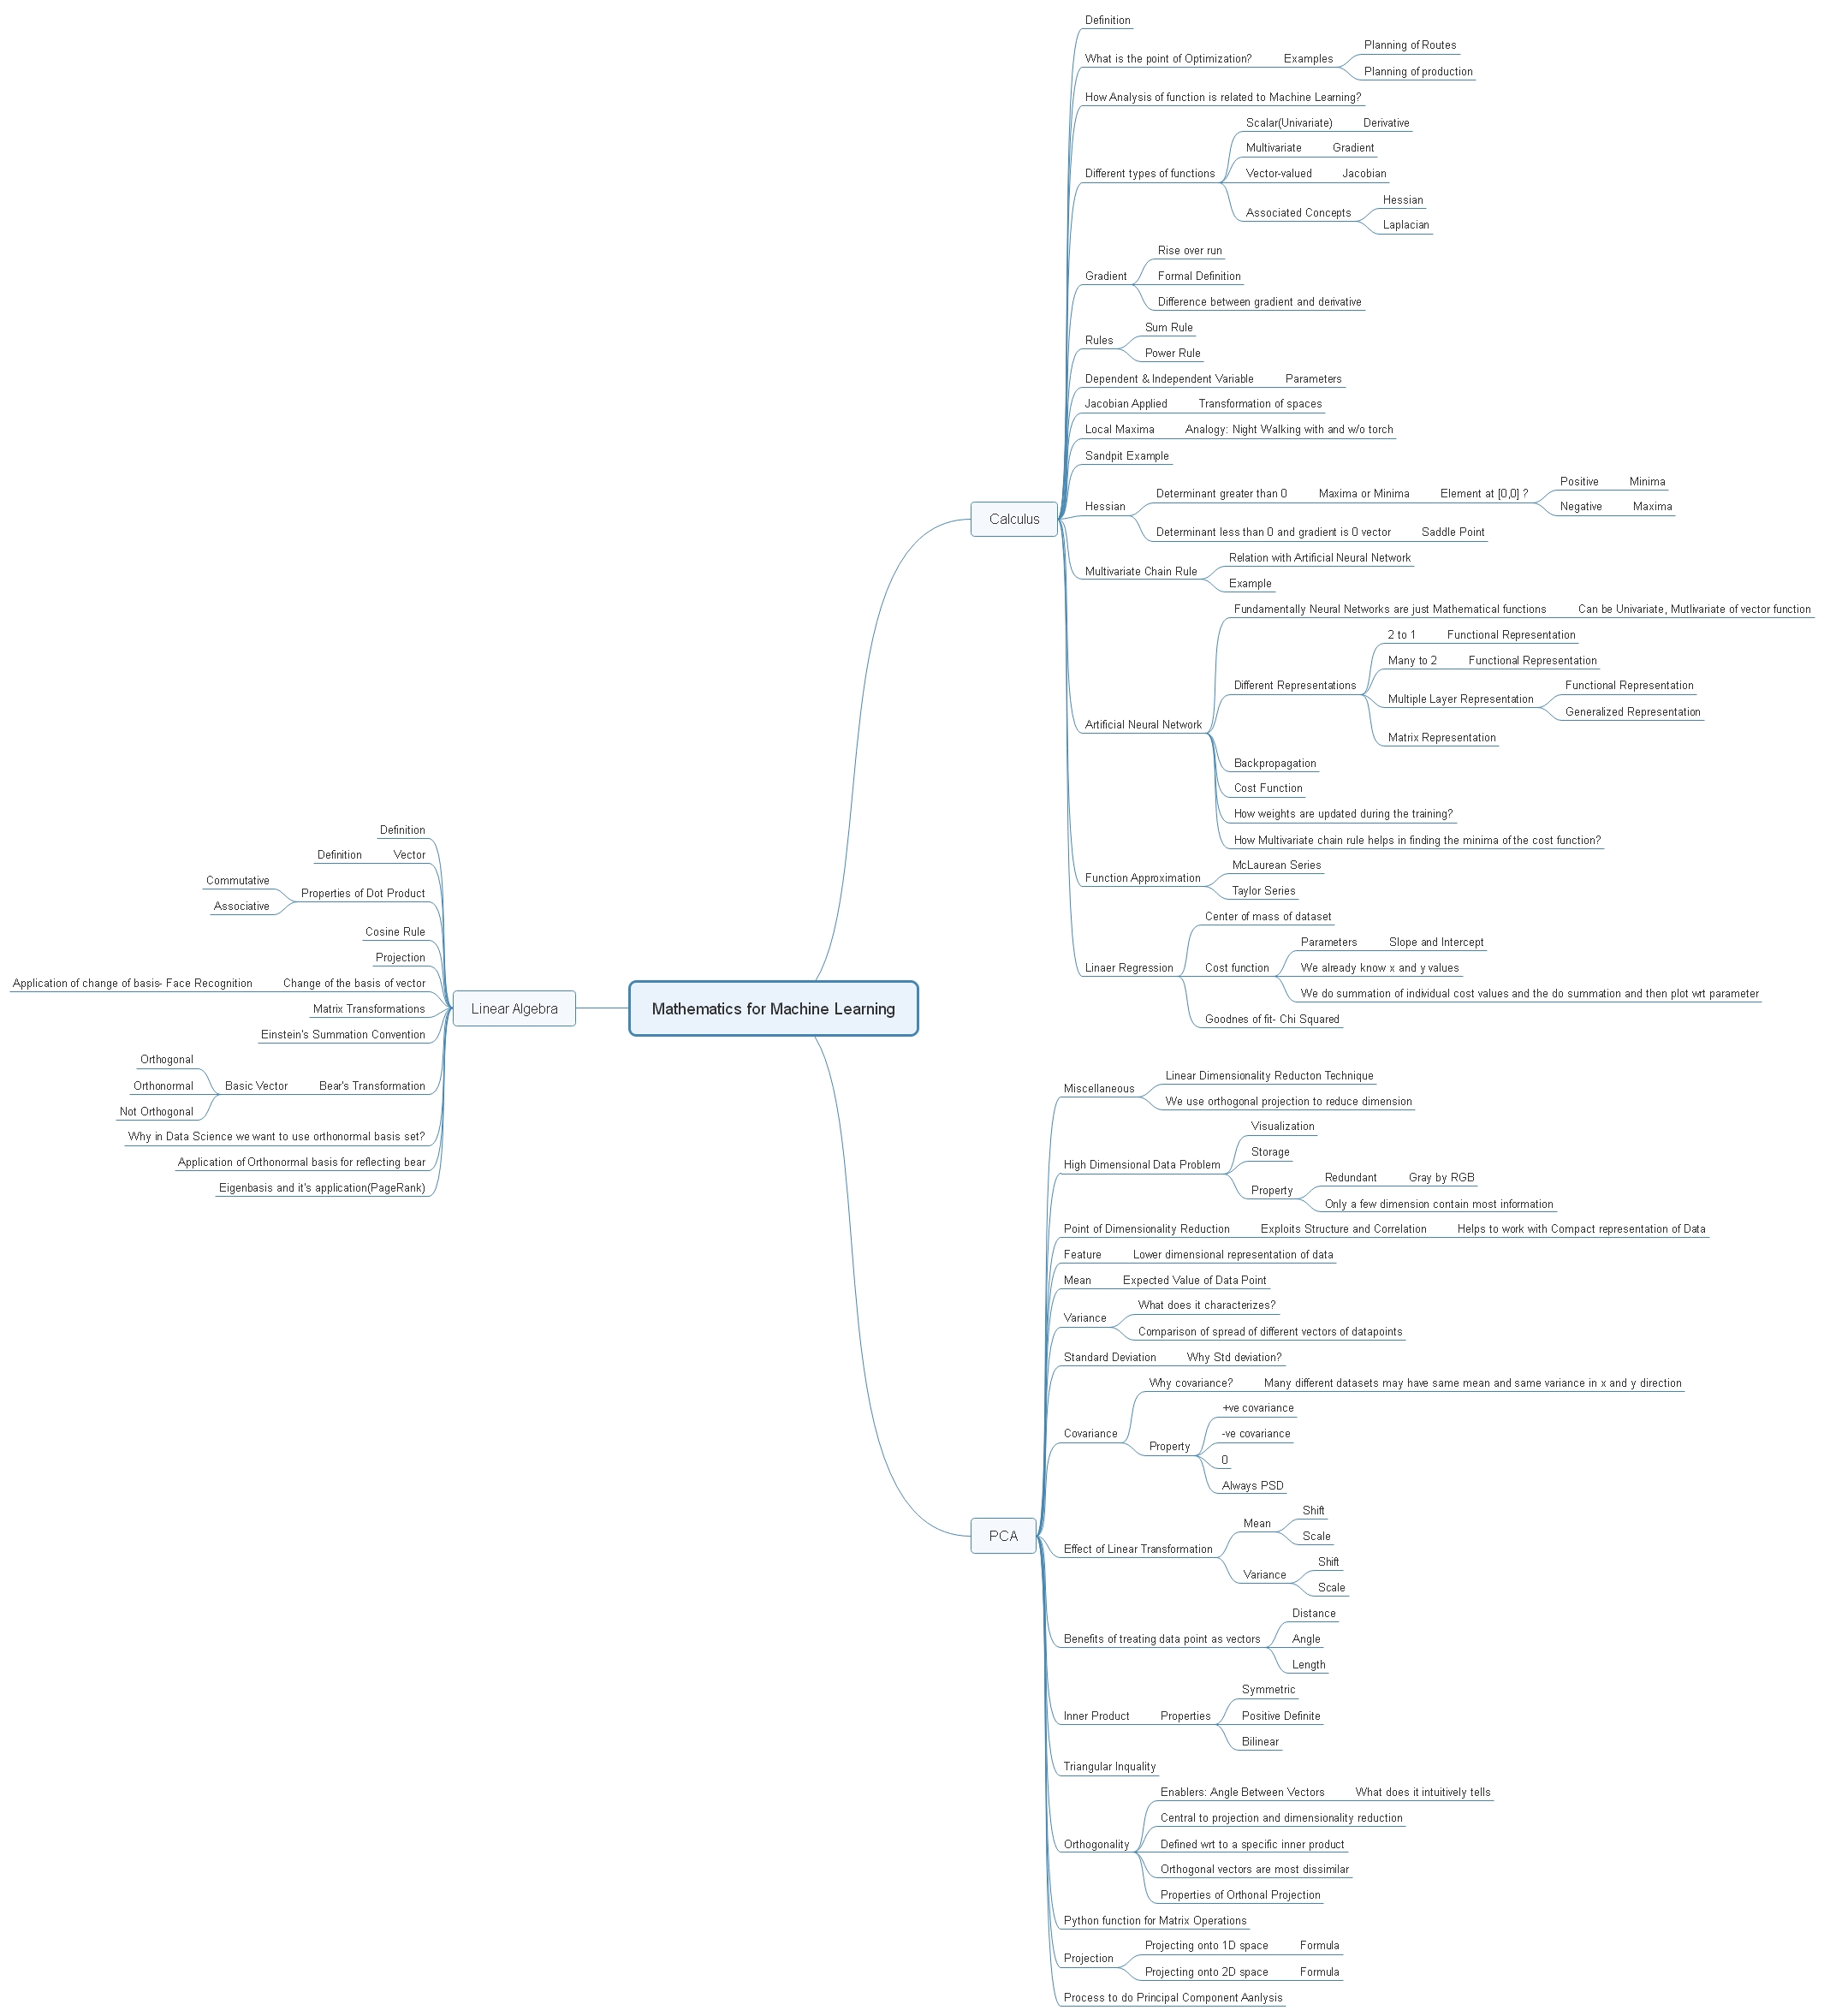 Mathematics for Machine Learning
Calculus
Definition
What is the point of Optimization?
Examples
Planning of Routes
Planning of production
How Analysis of function is related to Machine Learning?
Different types of functions
Scalar(Univariate)
Derivative
Multivariate
Gradient
Vector-valued
Jacobian
Associated Concepts
Hessian
Laplacian
Gradient
Rise over run
Formal Definition
Difference between gradient and derivative
Rules
Sum Rule
Power Rule
Dependent & Independent Variable
Parameters
Jacobian Applied
Transformation of spaces
Local Maxima
Analogy: Night Walking with and w/o torch
Sandpit Example
Hessian
Determinant greater than 0
Maxima or Minima
Element at [0,0] ?
Positive
Minima
Negative
Maxima
Determinant less than 0 and gradient is 0 vector
Saddle Point
Multivariate Chain Rule
Relation with Artificial Neural Network
Example
Artificial Neural Network
Fundamentally Neural Networks are just Mathematical functions
Can be Univariate, Mutlivariate of vector function
Different Representations
2 to 1
Functional Representation
Many to 2
Functional Representation
Multiple Layer Representation
Functional Representation
Generalized Representation
Matrix Representation
Backpropagation
Cost Function
How weights are updated during the training?
How Multivariate chain rule helps in finding the minima of the cost function?
Function Approximation
McLaurean Series
Taylor Series
Linaer Regression
Center of mass of dataset
Cost function
Parameters
Slope and Intercept
We already know x and y values
We do summation of individual cost values and the do summation and then plot wrt parameter
Goodnes of fit- Chi Squared
PCA
Miscellaneous
Linear Dimensionality Reducton Technique
We use orthogonal projection to reduce dimension
High Dimensional Data Problem
Visualization
Storage
Property
Redundant
Gray by RGB
Only a few dimension contain most information
Point of Dimensionality Reduction
Exploits Structure and Correlation
Helps to work with Compact representation of Data
Feature
Lower dimensional representation of data
Mean
Expected Value of Data Point
Variance
What does it characterizes?
Comparison of spread of different vectors of datapoints
Standard Deviation
Why Std deviation?
Covariance
Why covariance?
Many different datasets may have same mean and same variance in x and y direction
Property
+ve covariance
-ve covariance
0
Always PSD
Effect of Linear Transformation
Mean
Shift
Scale
Variance
Shift
Scale
Benefits of treating data point as vectors
Distance
Angle
Length
Inner Product
Properties
Symmetric
Positive Definite
Bilinear
Triangular Inquality
Orthogonality
Enablers: Angle Between Vectors
What does it intuitively tells
Central to projection and dimensionality reduction
Defined wrt to a specific inner product
Orthogonal vectors are most dissimilar
Properties of Orthonal Projection
Python function for Matrix Operations
Projection
Projecting onto 1D space
Formula
Projecting onto 2D space
Formula
Process to do Principal Component Aanlysis
Linear Algebra
Definition
Vector
Definition
Properties of Dot Product
Commutative
Associative
Cosine Rule
Projection
Change of the basis of vector
Application of change of basis- Face Recognition
Matrix Transformations
Einstein's Summation Convention
Bear's Transformation
Basic Vector
Orthogonal
Orthonormal
Not Orthogonal
Why in Data Science we want to use orthonormal basis set?
Application of Orthonormal basis for reflecting bear
Eigenbasis and it's application(PageRank)